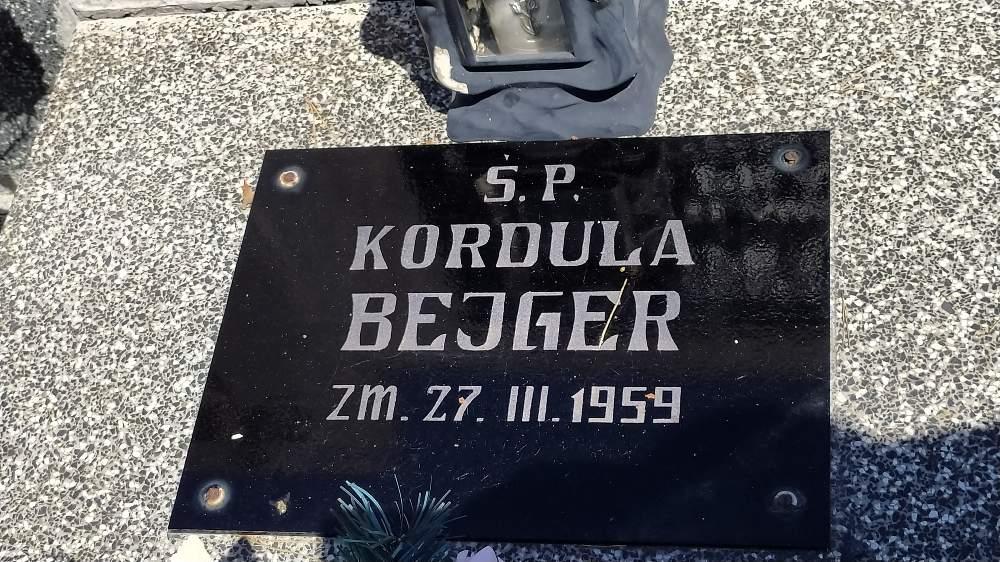 Ś.P.
KORDULA
BEJGER
ZM. 27. III. 1959